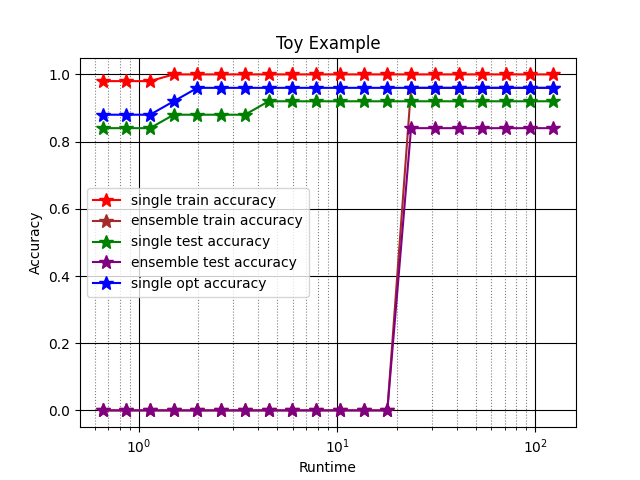 Toy Example
1.0
0.8
0.6
0.4
0.2
0.0
Accuracy
single train accuracy
ensemble train accuracy
single test accuracy
ensemble test accuracy
single opt accuracy
10⁰ 10¹ 10²
Runtime